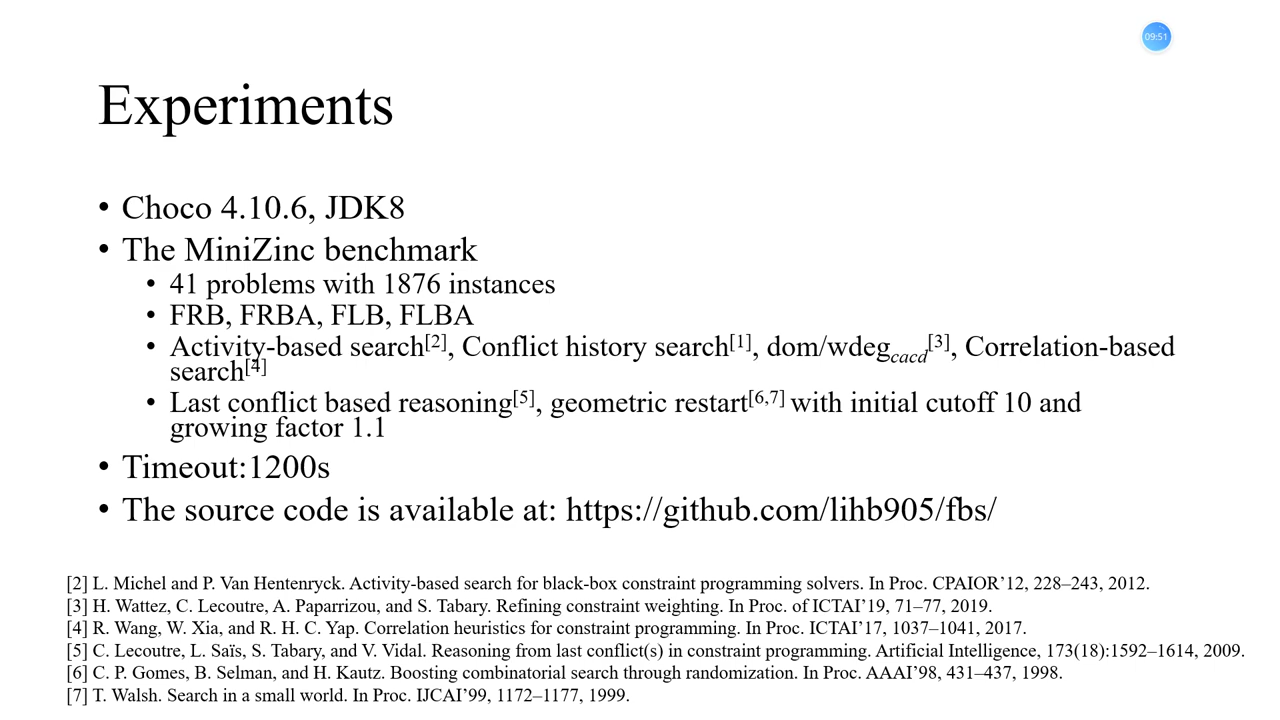 09:51
Experiments
• Choco 4.10.6, JDK8
• The MiniZinc benchmark
• 41 problems with 1876 instances
• FRB, FRBA, FLB, FLBA
• Activity-based search[2], Conflict history search[1], dom/wdegcacd[3], Correlation-based
search[4]
• Last conflict based reasoning[5], geometric restart[6,7] with initial cutoff 10 and
growing factor 1.1
• Timeout:1200s
• The source code is available at: https://github.com/lihb905/fbs/
[2] L. Michel and P. Van Hentenryck. Activity-based search for black-box constraint programming solvers. In Proc. CPAIOR’12, 228–243, 2012.
[3] H. Wattez, C. Lecoutre, A. Paparrizou, and S. Tabary. Refining constraint weighting. In Proc. of ICTAI’19, 71–77, 2019.
[4] R. Wang, W. Xia, and R. H. C. Yap. Correlation heuristics for constraint programming. In Proc. ICTAI’17, 1037–1041, 2017.
[5] C. Lecoutre, L. Saïs, S. Tabary, and V. Vidal. Reasoning from last conflict(s) in constraint programming. Artificial Intelligence, 173(18):1592–1614, 2009.
[6] C. P. Gomes, B. Selman, and H. Kautz. Boosting combinatorial search through randomization. In Proc. AAAI’98, 431–437, 1998.
[7] T. Walsh. Search in a small world. In Proc. IJCAI’99, 1172–1177, 1999.